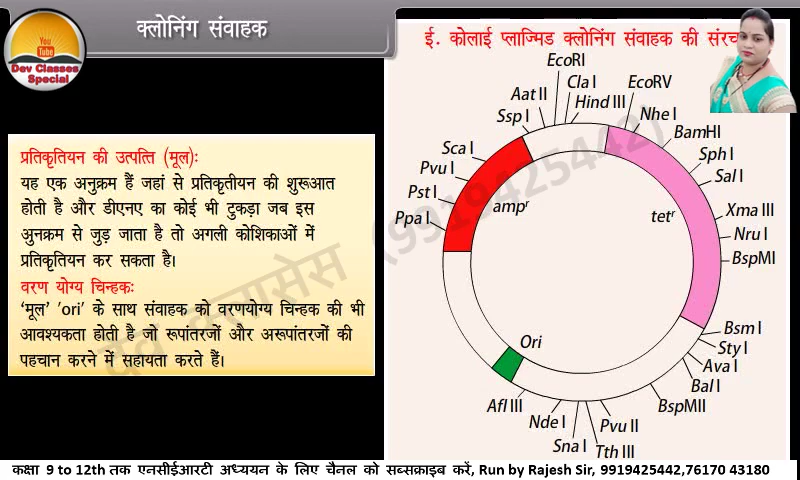 You
Tube
Dev Classes
Special
क्लोनिंग संवाहक
प्रतिकृतियन की उत्पत्ति (मूल)ः
यह एक अनुक्रम हैं जहां से प्रतिकृतीयन की शुरूआत
होती है और डीएनए का कोई भी टुकड़ा जब इस
अुनक्रम से जुड़ जाता है तो अगली कोशिकाओं में
प्रतिकृतियन कर सकता है।
वरण योग्य चिन्हकः
‘मूल’ 'ori' के साथ संवाहक को वरणयोग्य चिन्हक की भी
आवश्यकता होती है जो रूपांतरजों और अरूपांतरजों की
पहचान करने में सहायता करते हैं।
ई. कोलाई प्लाज्मिड क्लोनिंग संवाहक की
EcoRI
Cla I
Hind III
Aat II
Ssp I
Sca I
Pvu I
Pst I
Ppa I
ampʳ
EcoRV
Nhe I
BamHI
Sph I
Sal I
Xma III
Nru I
BspMI
tetʳ
Bsm I
Sty I
Ava I
Bal I
BspMII
Pvu II
Tth III
Sna I
Nde I
Afl III
Ori
देव क्लासेस (9919425442)
कक्षा 9 to 12th तक एनसीईआरटी अध्ययन के लिए चैनल को सब्सक्राइब करें, Run by Rajesh Sir, 9919425442,76170 43180